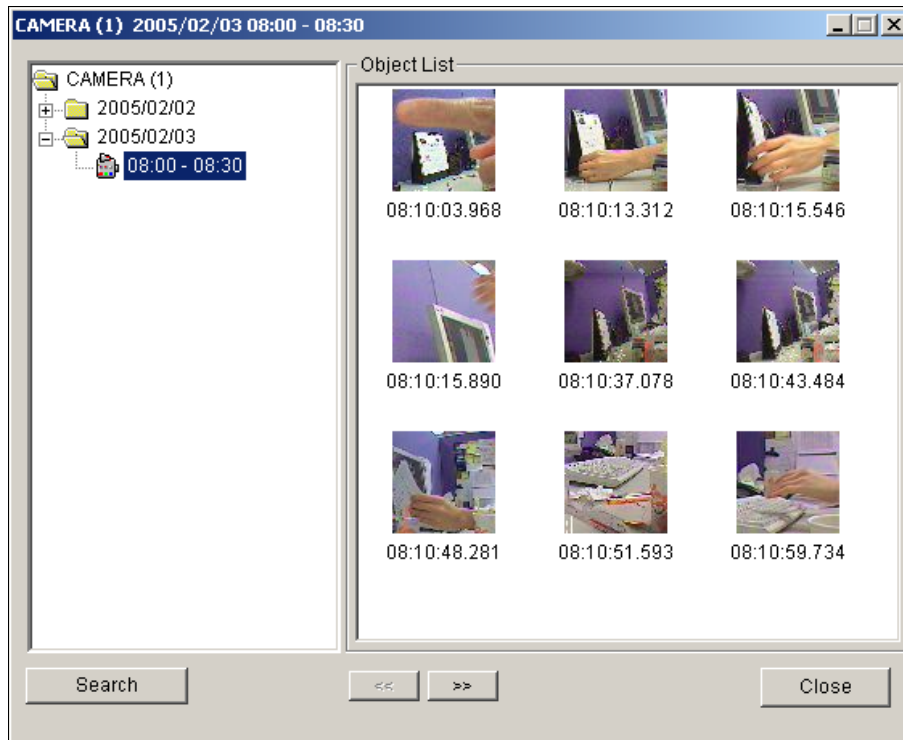 CAMERA (1) 2005/02/03 08:00 - 08:30
CAMERA (1)
2005/02/02
2005/02/03
08:00 - 08:30
Object List
08:10:03.968 08:10:13.312 08:10:15.546
08:10:15.890 08:10:37.078 08:10:43.484
08:10:48.281 08:10:51.593 08:10:59.734
Search << >> Close